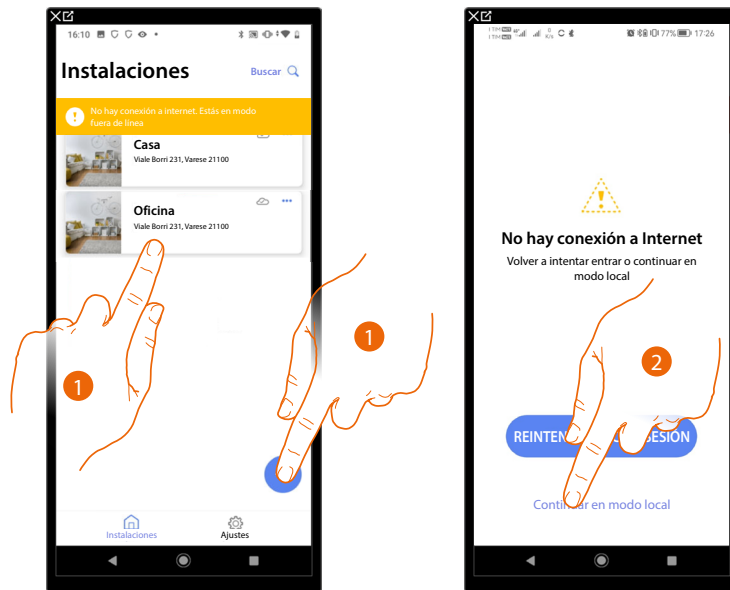 16:10
Instalaciones
Buscar
No hay conexión a internet. Estás en modo
fuera de línea
Casa
Viale Borri 231, Varese 21100
Oficina
Viale Borri 231, Varese 21100
1
1
Instalaciones
Ajustes
77% 17:26
No hay conexión a Internet
Volver a intentar entrar o continuar en
modo local
2
Continuar en modo local